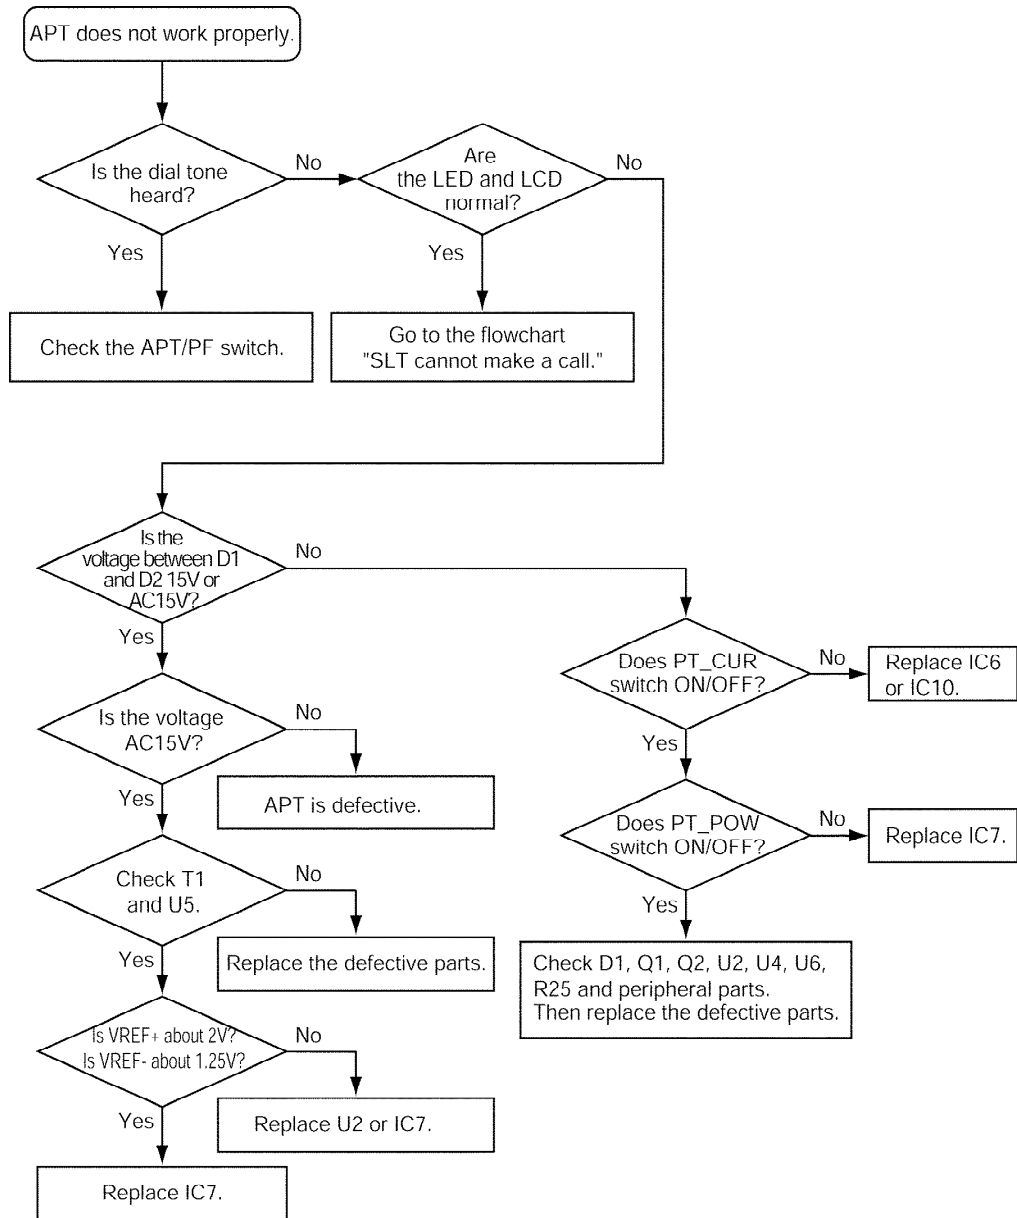 APT does not work properly.
Is the dial tone
heard?
No
Are
the LED and LCD
normal?
No
Yes
Yes
Check the APT/PF switch.
Go to the flowchart
"SLT cannot make a call."
Is the
voltage between D1
and D2 15V or
AC15V?
No
Yes
Does PT_CUR
switch ON/OFF?
No
Replace IC6
or IC10.
Is the voltage
AC15V?
No
Yes
Yes
APT is defective.
Does PT_POW
switch ON/OFF?
No
Replace IC7.
Check T1
and U5.
No
Yes
Yes
Replace the defective parts.
Check D1, Q1, Q2, U2, U4, U6,
R25 and peripheral parts.
Then replace the defective parts.
Is VREF+ about 2V?
Is VREF- about 1.25V?
No
Yes
Replace U2 or IC7.
Replace IC7.